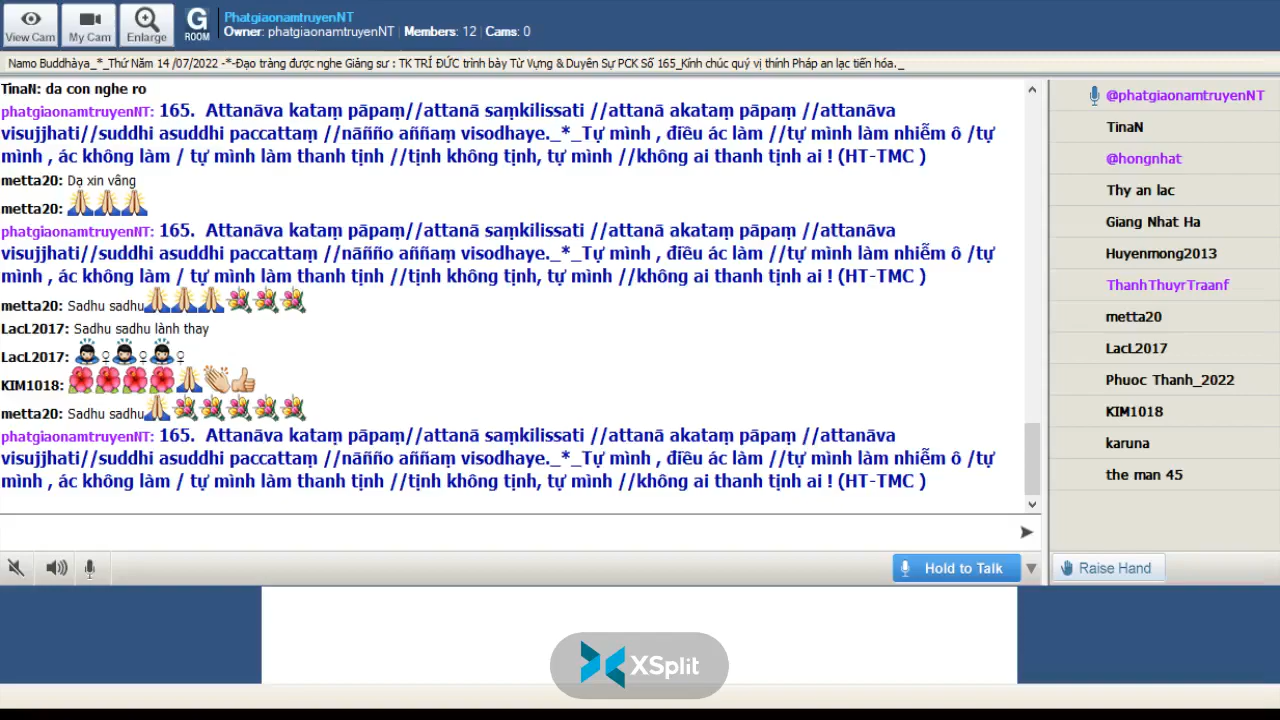 PhatgiaonamtruyenNT
Owner: phatgiaonamtruyenNT | Members: 12 | Cams: 0
View Cam My Cam Enlarge G ROOM
Namo Buddhàya_*_Thứ Năm 14 /07/2022 -*-Đạo tràng được nghe Giảng sư : TK TRÍ ĐỨC trình bày Từ Vựng & Duyên Sự PCK Số 165_Kính chúc quý vị thính Pháp an lạc tiến hóa._
TinaN: da con nghe ro
phatgiaonamtruyenNT: 165. Attanāva kataṃ pāpaṃ//attanā saṃkilissati //attanā akataṃ pāpaṃ //attanāva
visujjhati//suddhi asuddhi paccattaṃ //nāñño aññaṃ visodhaye._*_Tự mình , điều ác làm //tự mình làm nhiễm ô /tự
mình , ác không làm / tự mình làm thanh tịnh //tịnh không tịnh, tự mình //không ai thanh tịnh ai ! (HT-TMC )
metta20: Dạ xin vâng
metta20: 🙏🙏🙏
phatgiaonamtruyenNT: 165. Attanāva kataṃ pāpaṃ//attanā saṃkilissati //attanā akataṃ pāpaṃ //attanāva
visujjhati//suddhi asuddhi paccattaṃ //nāñño aññaṃ visodhaye._*_Tự mình , điều ác làm //tự mình làm nhiễm ô /tự
mình , ác không làm / tự mình làm thanh tịnh //tịnh không tịnh, tự mình //không ai thanh tịnh ai ! (HT-TMC )
metta20: Sadhu sadhu🙏🙏🙏💐💐💐
LacL2017: Sadhu sadhu lành thay
LacL2017: 🙇♀🙇♀🙇♀
KIM1018: 🌺🌺🌺🌺🙏👏👍
metta20: Sadhu sadhu🙏💐💐💐💐💐
phatgiaonamtruyenNT: 165. Attanāva kataṃ pāpaṃ//attanā saṃkilissati //attanā akataṃ pāpaṃ //attanāva
visujjhati//suddhi asuddhi paccattaṃ //nāñño aññaṃ visodhaye._*_Tự mình , điều ác làm //tự mình làm nhiễm ô /tự
mình , ác không làm / tự mình làm thanh tịnh //tịnh không tịnh, tự mình //không ai thanh tịnh ai ! (HT-TMC )
@phatgiaonamtruyenNT
TinaN
@hongnhat
Thy an lac
Giang Nhat Ha
Huyenmong2013
ThanhThuyrTraanf
metta20
LacL2017
Phuoc Thanh_2022
KIM1018
karuna
the man 45
Hold to Talk
Raise Hand
XSplit